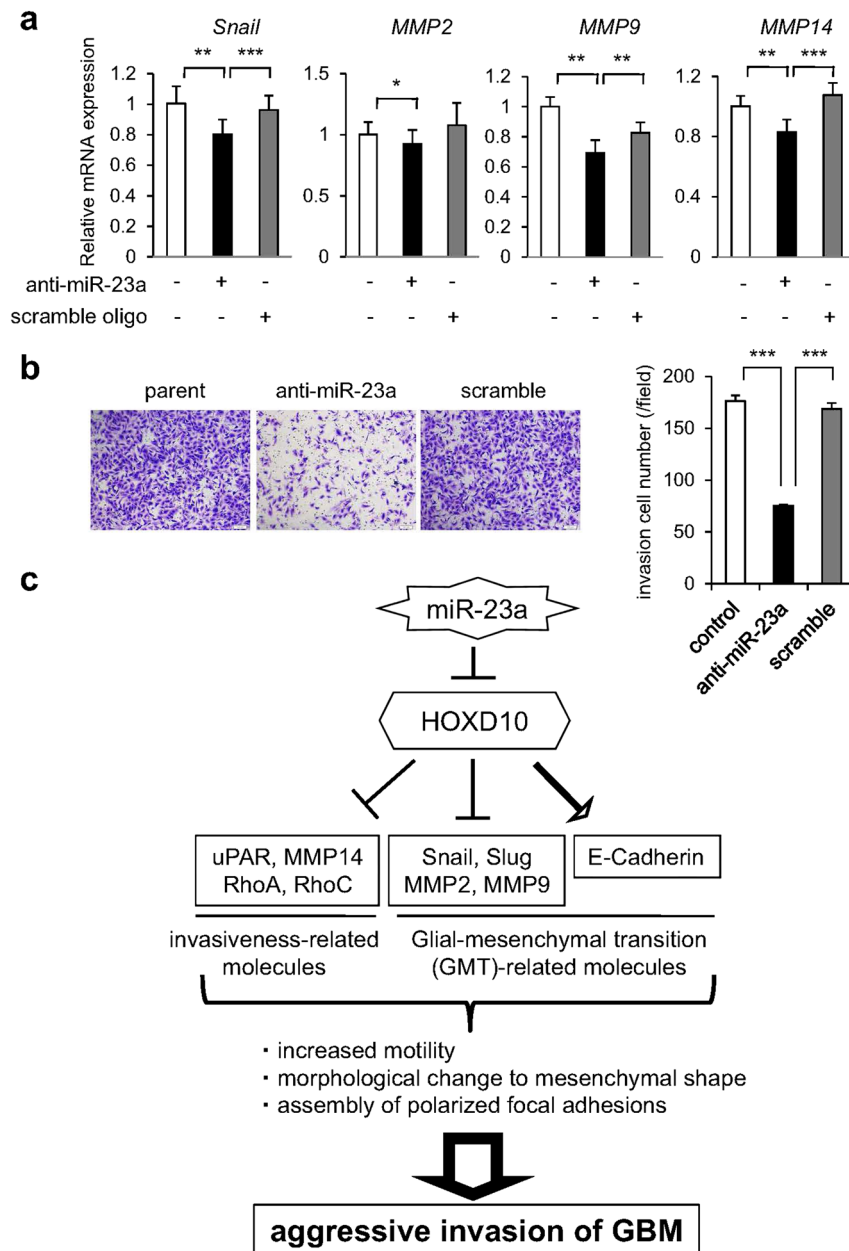 a
Snail
MMP2
MMP9
MMP14
Relative mRNA expression
** ***
1.2
1
0.8
0.6
0.4
0.2
0
*
1.5
1
0.5
0
** **
1.2
1
0.8
0.6
0.4
0.2
0
** ***
1.2
0.8
0.4
0
anti-miR-23a - + - - + - - + - - + -
scramble oligo - - + - - + - - + - - +
b
parent
anti-miR-23a
scramble
*** ***
invasion cell number (/field)
200
150
100
50
0
control
anti-miR-23a
scramble
c
miR-23a
HOXD10
uPAR, MMP14
RhoA, RhoC
Snail, Slug
MMP2, MMP9
E-Cadherin
invasiveness-related
molecules
Glial-mesenchymal transition
(GMT)-related molecules
・increased motility
・morphological change to mesenchymal shape
・assembly of polarized focal adhesions
aggressive invasion of GBM